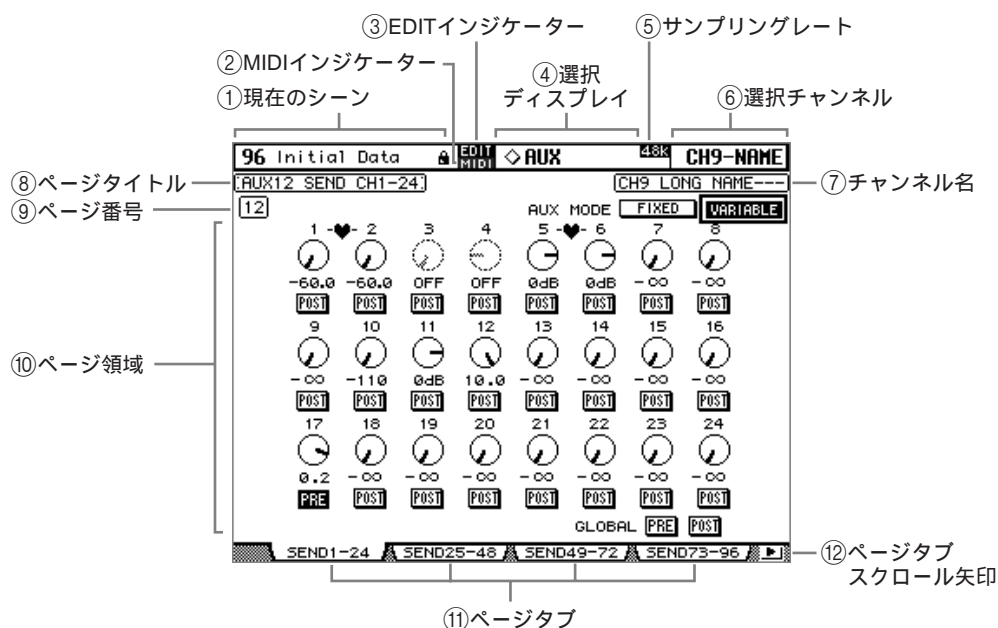 ③EDITインジケーター
⑤サンプリングレート
②MIDIインジケーター
④選択
ディスプレイ
①現在のシーン
⑥選択チャンネル
96 Initial Data EDIT MIDI ◇AUX 48K CH9-NAME
⑧ページタイトル
AUX12 SEND CH1-24
CH9 LONG NAME---
⑦チャンネル名
⑨ページ番号
12
AUX MODE FIXED VARIABLE
1 -♥- 2 3 4 5 -♥- 6 7 8
-60.0 -60.0 OFF OFF 0dB 0dB -∞ -∞
POST POST POST POST POST POST POST POST
9 10 11 12 13 14 15 16
⑩ページ領域
-∞ -110 0dB 10.0 -∞ -∞ -∞ -∞
POST POST POST POST POST POST POST POST
17 18 19 20 21 22 23 24
0.2 -∞ -∞ -∞ -∞ -∞ -∞ -∞
PRE POST POST POST POST POST POST POST
GLOBAL PRE POST
SEND1-24 SEND25-48 SEND49-72 SEND73-96
⑫ページタブ
スクロール矢印
⑪ページタブ